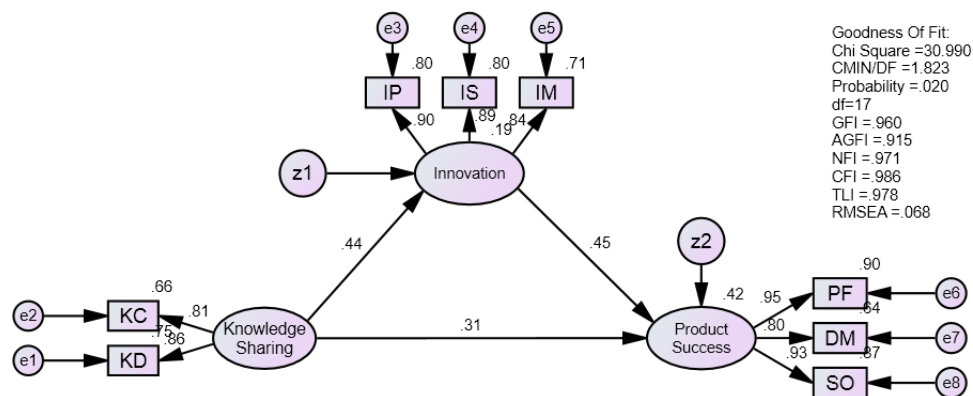 e3
e4
e5
.80
.80
.71
IP
IS
IM
.90
.89
.19
.84
z1
Innovation
Goodness Of Fit:
Chi Square =30.990
CMIN/DF =1.823
Probability =.020
df=17
GFI =.960
AGFI =.915
NFI =.971
CFI =.986
TLI =.978
RMSEA =.068
.44
.45
z2
.66
.42
.90
e2
KC
.81
Knowledge
Sharing
.31
Product
Success
.95
PF
e6
.75
.64
e1
KD
.86
.80
DM
e7
.87
.93
SO
e8